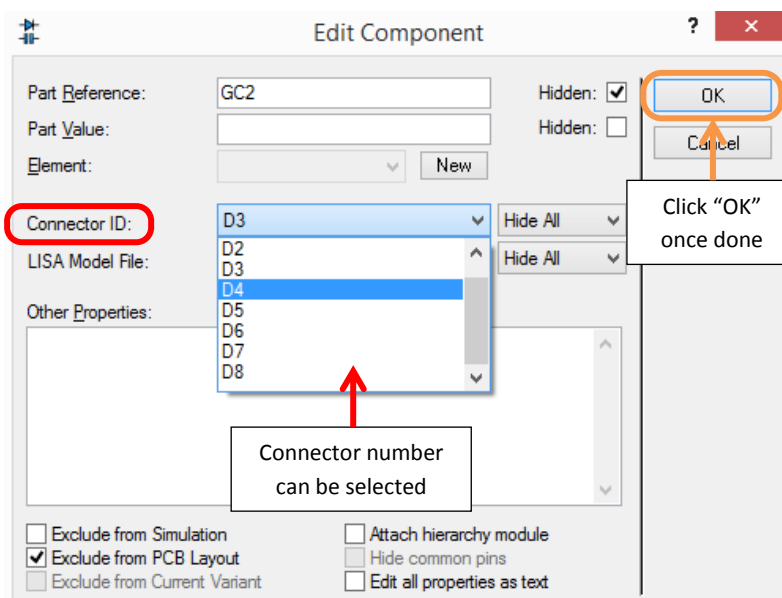 Edit Component
?
×
Part Reference:
GC2
Hidden:
OK
Part Value:
Hidden:
Cancel
Element:
New
Connector ID:
D3
Hide All
Click “OK”
once done
LISA Model File:
Hide All
D2
D3
D4
D5
D6
D7
D8
Other Properties:
Connector number
can be selected
Exclude from Simulation
Attach hierarchy module
Exclude from PCB Layout
Hide common pins
Exclude from Current Variant
Edit all properties as text